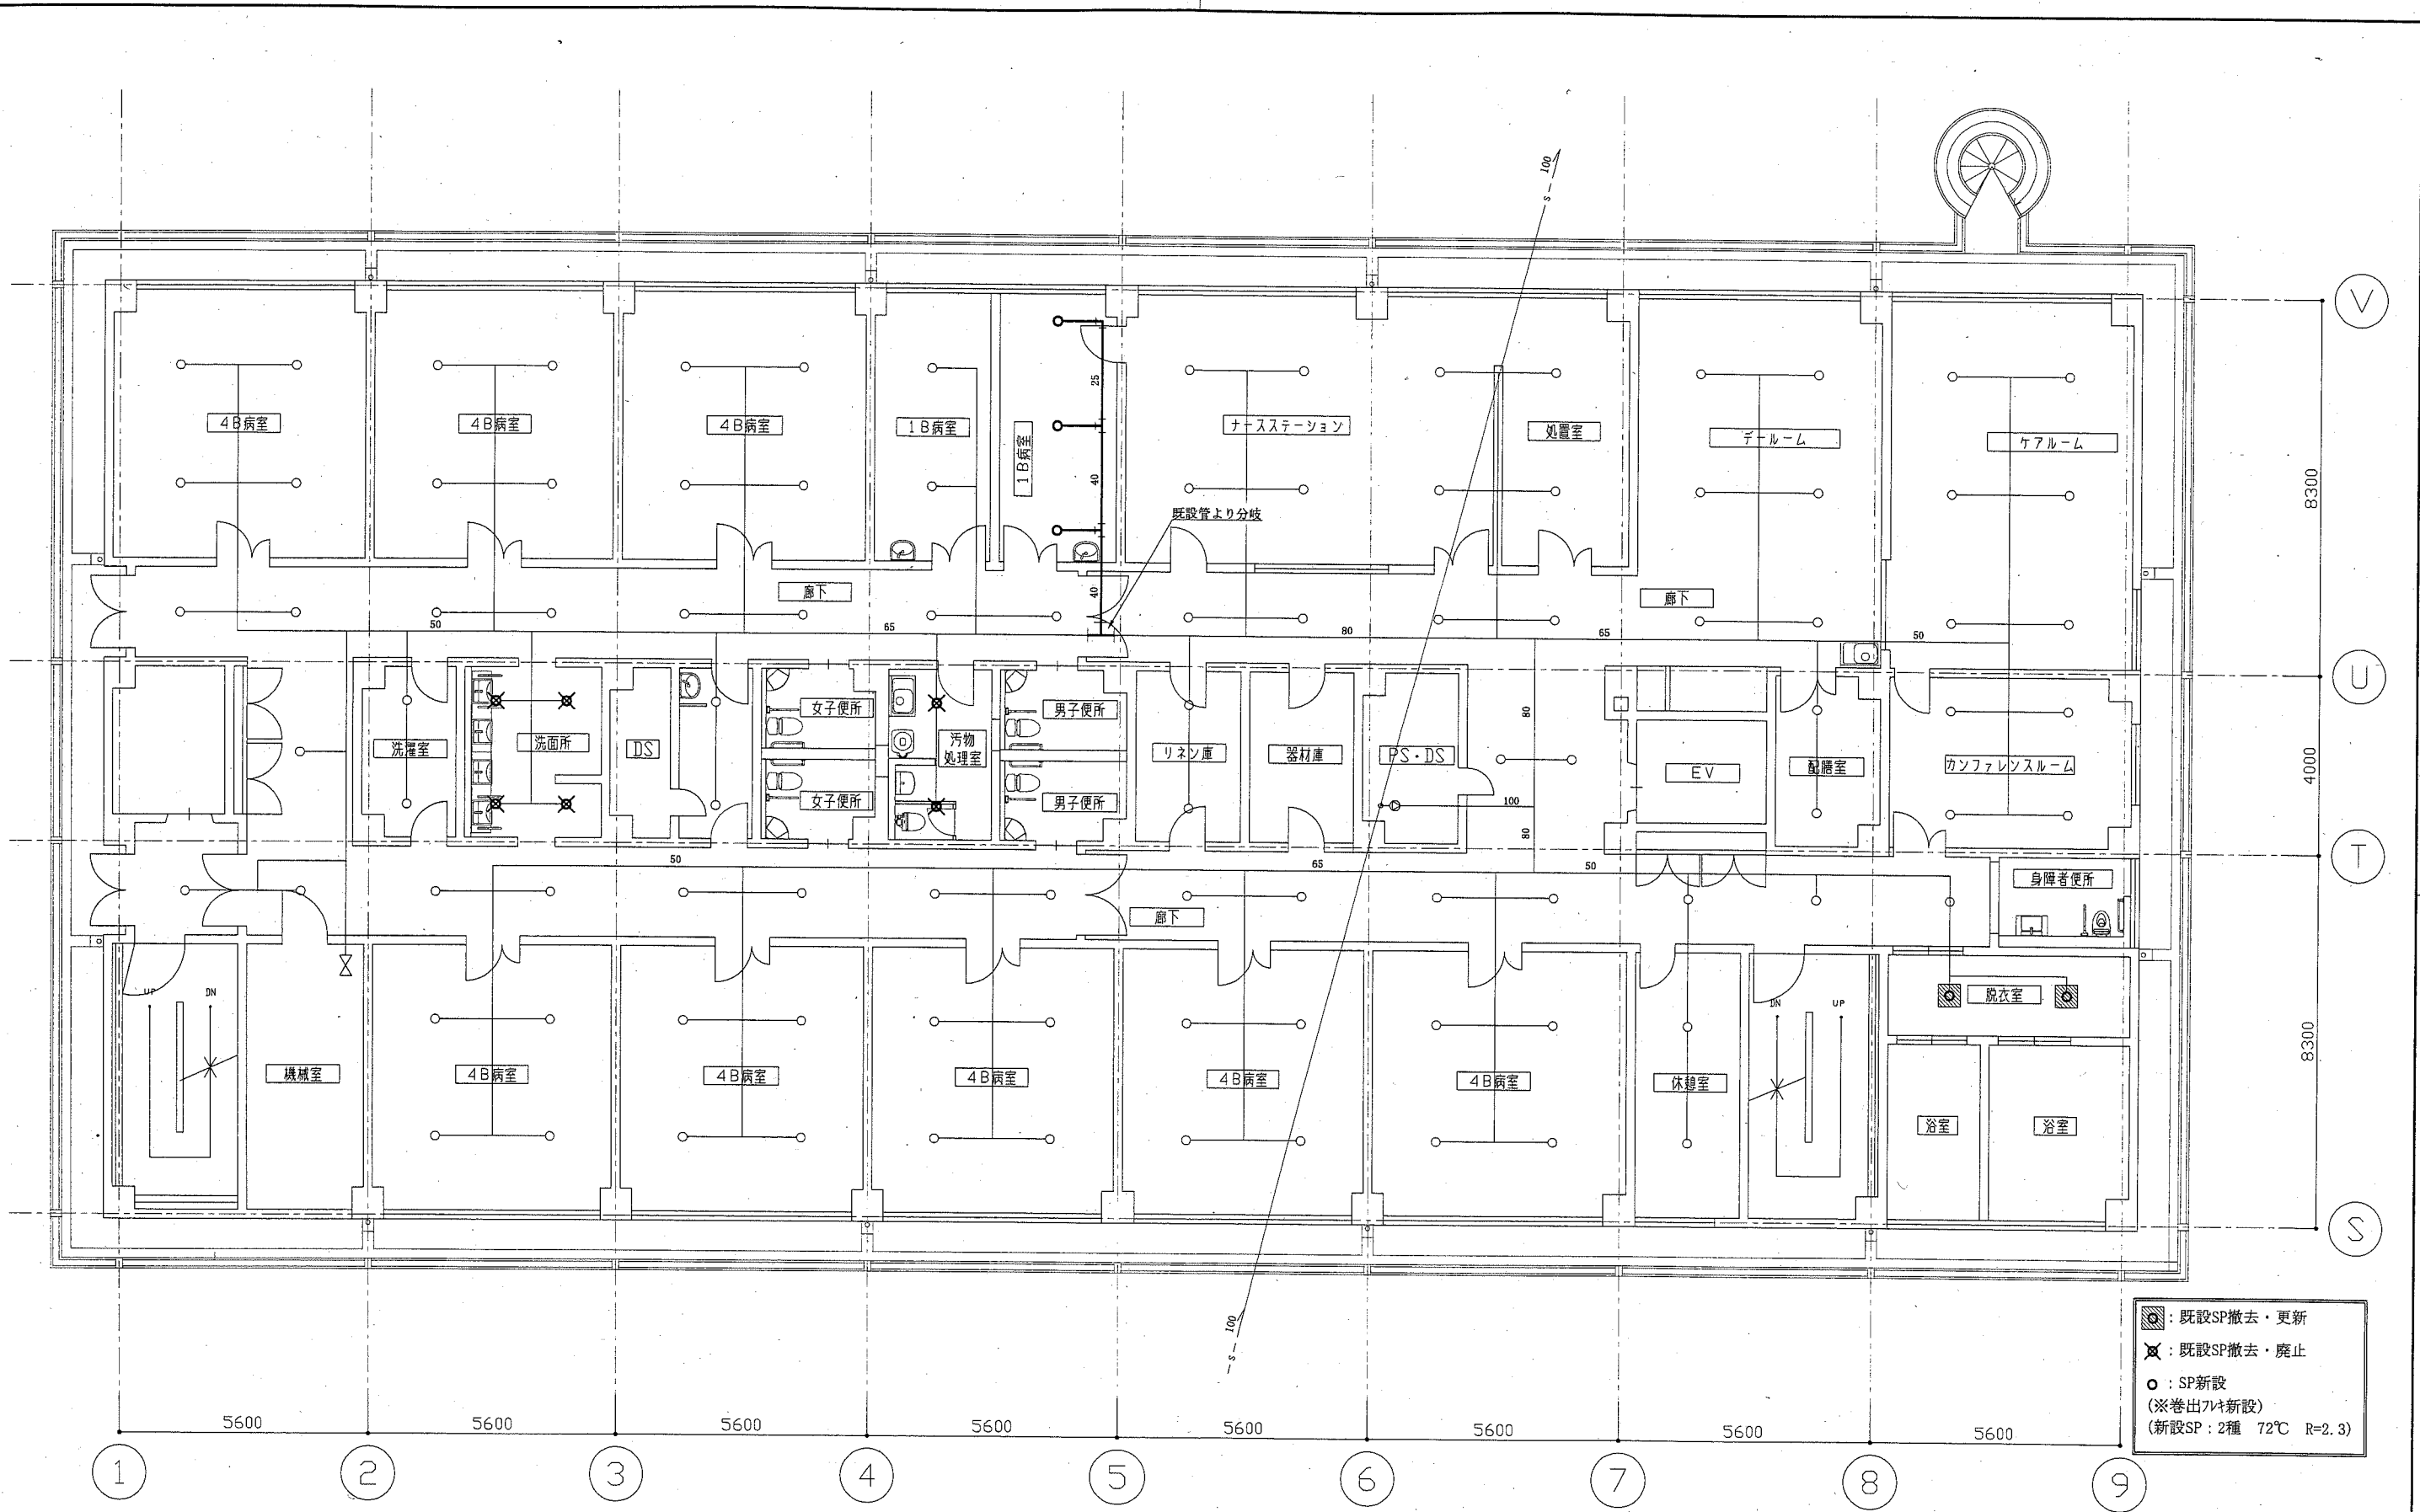 s 100
V
4B病室
4B病室
4B病室
1B病室
1B病室
25
40
40
既設管より分岐
ナースステーション
処置室
デールーム
ケアルーム
8300
廊下
廊下
50
65
80
65
50
U
洗濯室
洗面所
DS
女子便所
女子便所
汚物
処理室
男子便所
男子便所
リネン庫
器材庫
PS・DS
100
80
80
EV
配膳室
カンファレンスルーム
4000
T
50
65
50
廊下
身障者便所
UP
DN
機械室
4B病室
4B病室
4B病室
4B病室
4B病室
休憩室
DN
UP
脱衣室
浴室
浴室
8300
S
s 100
:既設SP撤去・更新
:既設SP撤去・廃止
:SP新設
(※巻出フレキ新設)
(新設SP:2種 72℃ R=2.3)
5600
5600
5600
5600
5600
5600
5600
5600
1
2
3
4
5
6
7
8
9